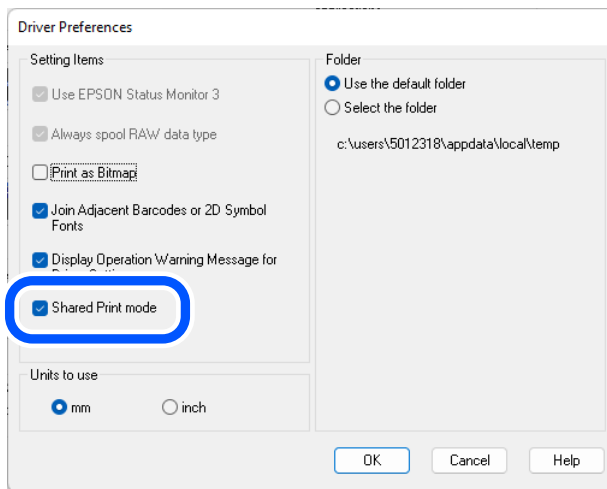 Driver Preferences
Setting Items
Use EPSON Status Monitor 3
Always spool RAW data type
Print as Bitmap
Join Adjacent Barcodes or 2D Symbol
Fonts
Display Operation Warning Message for
Shared Print mode
Units to use
mm
inch
Folder
Use the default folder
Select the folder
c:\users\5012318\appdata\local\temp
OK
Cancel
Help